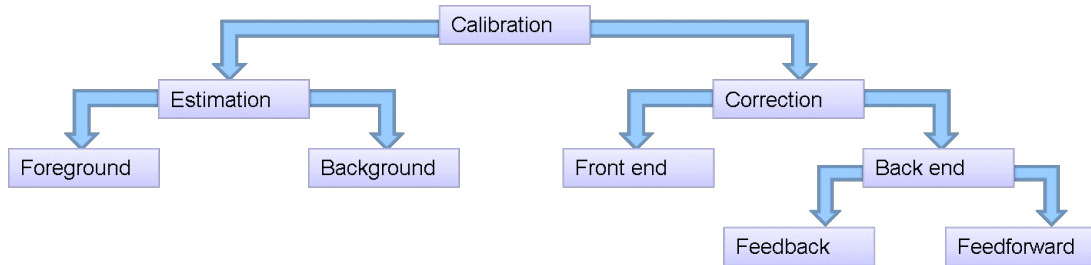 Calibration
Estimation
Correction
Foreground
Background
Front end
Back end
Feedback
Feedforward